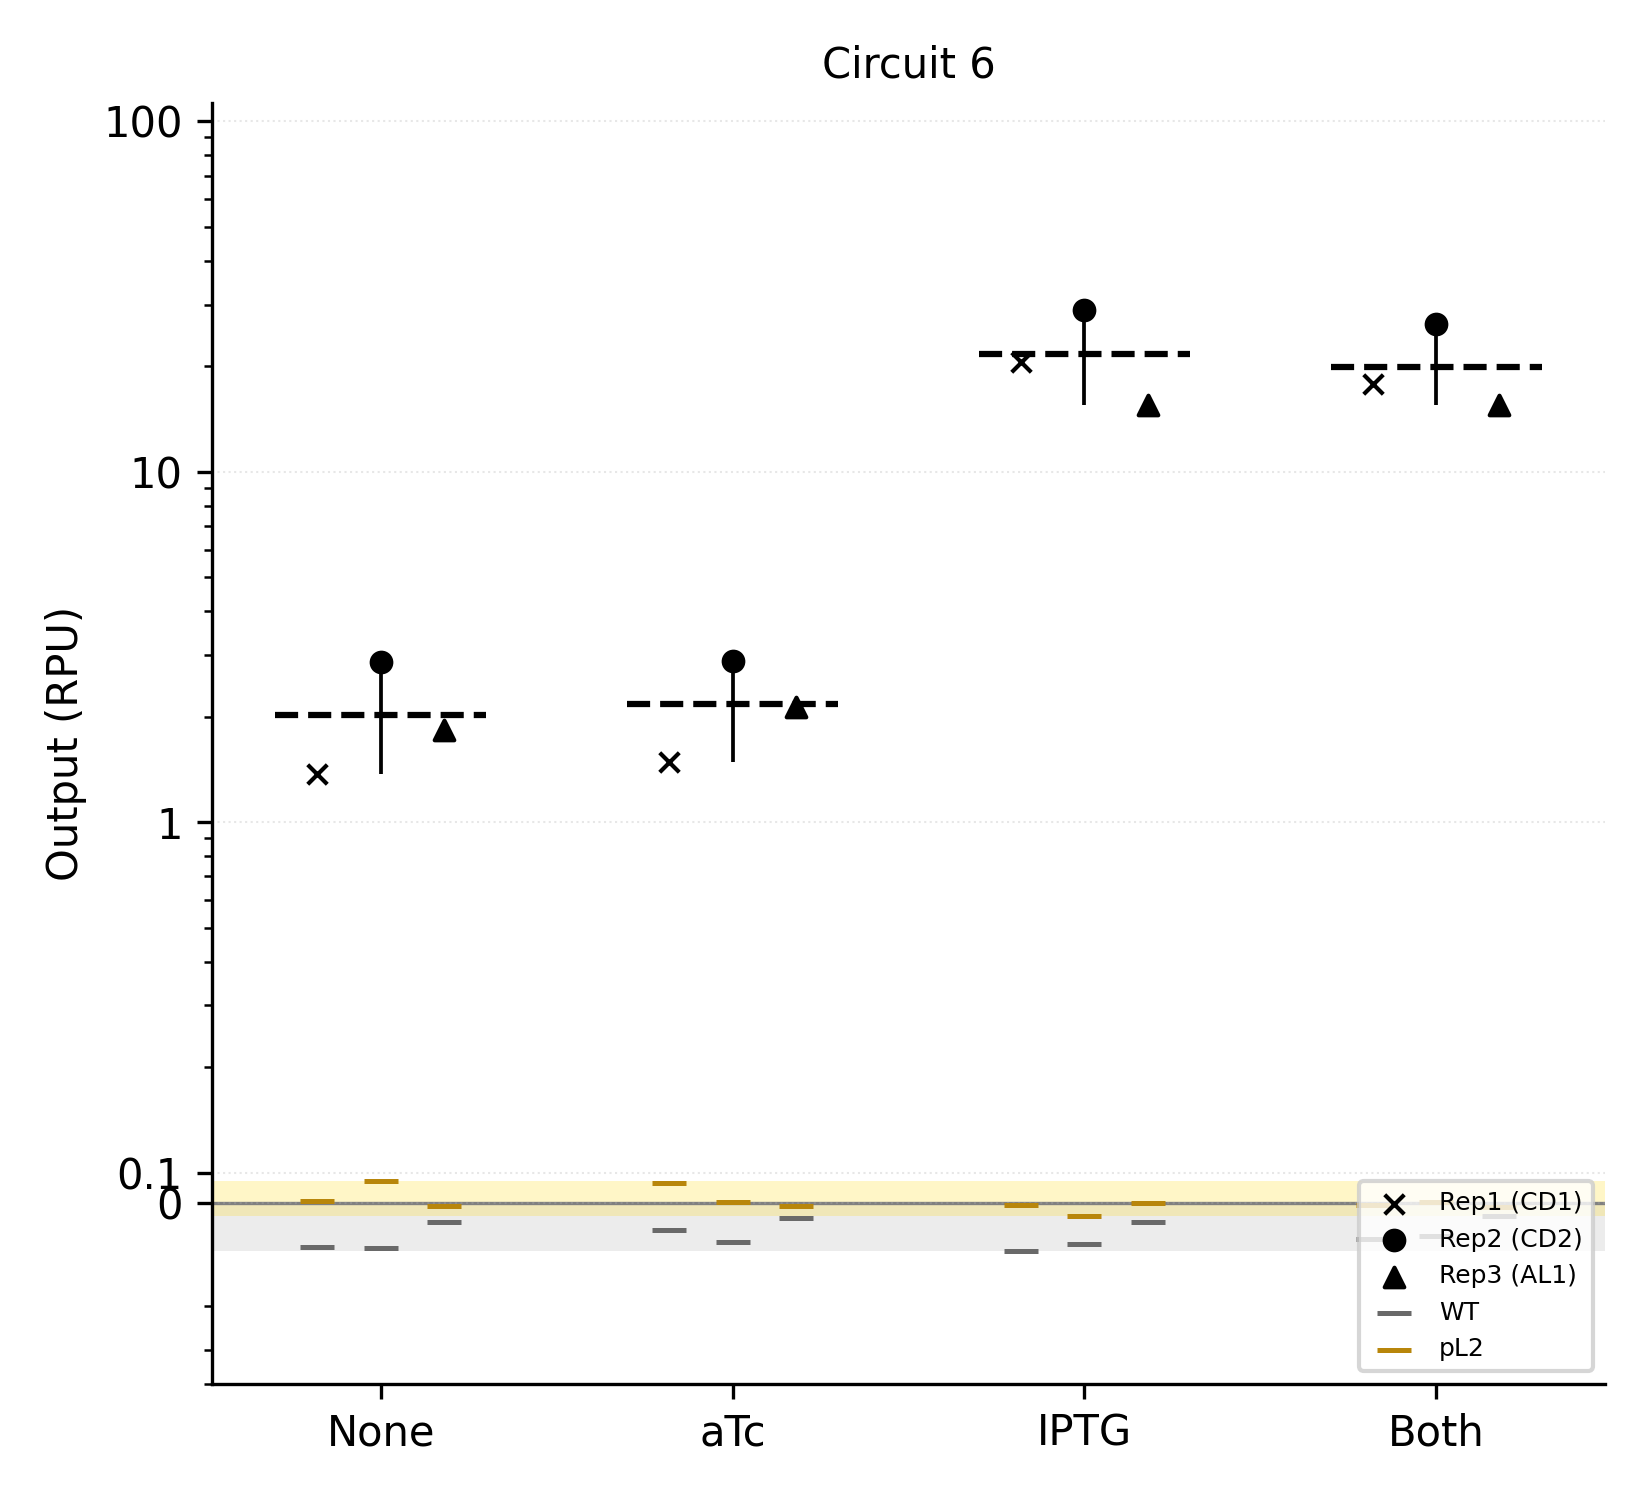 Circuit 6
100
10
1
0.1
0
Output (RPU)
None
aTc
IPTG
Both
Rep1 (CD1)
Rep2 (CD2)
Rep3 (AL1)
WT
pL2